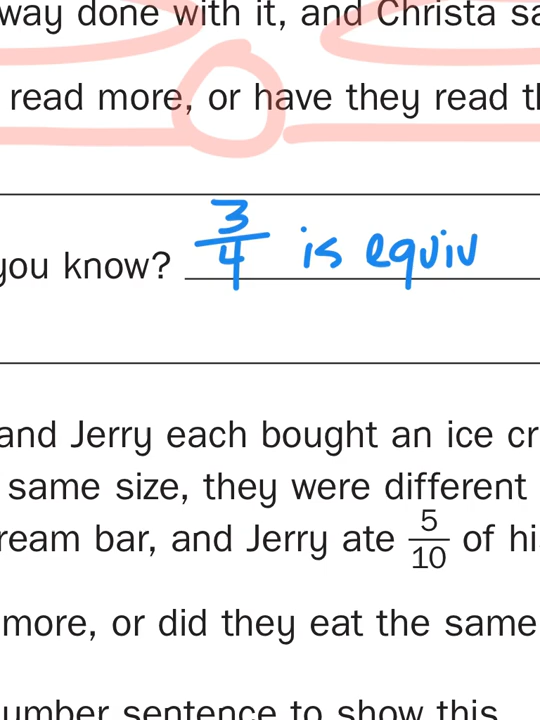 way done with it, and Christa sa
read more, or have they read th
you know? 3/4 is equiv
and Jerry each bought an ice cr
same size, they were different
ream bar, and Jerry ate 5/10 of hi
more, or did they eat the same
umber sentence to show this